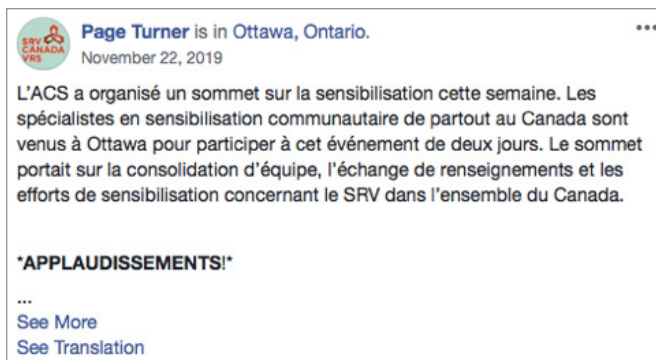 SRV
CANADA
VRS
Page Turner is in Ottawa, Ontario.
November 22, 2019
L'ACS a organisé un sommet sur la sensibilisation cette semaine. Les
spécialistes en sensibilisation communautaire de partout au Canada sont
venus à Ottawa pour participer à cet événement de deux jours. Le sommet
portait sur la consolidation d'équipe, l'échange de renseignements et les
efforts de sensibilisation concernant le SRV dans l'ensemble du Canada.
*APPLAUDISSEMENTS!*
...
See More
See Translation